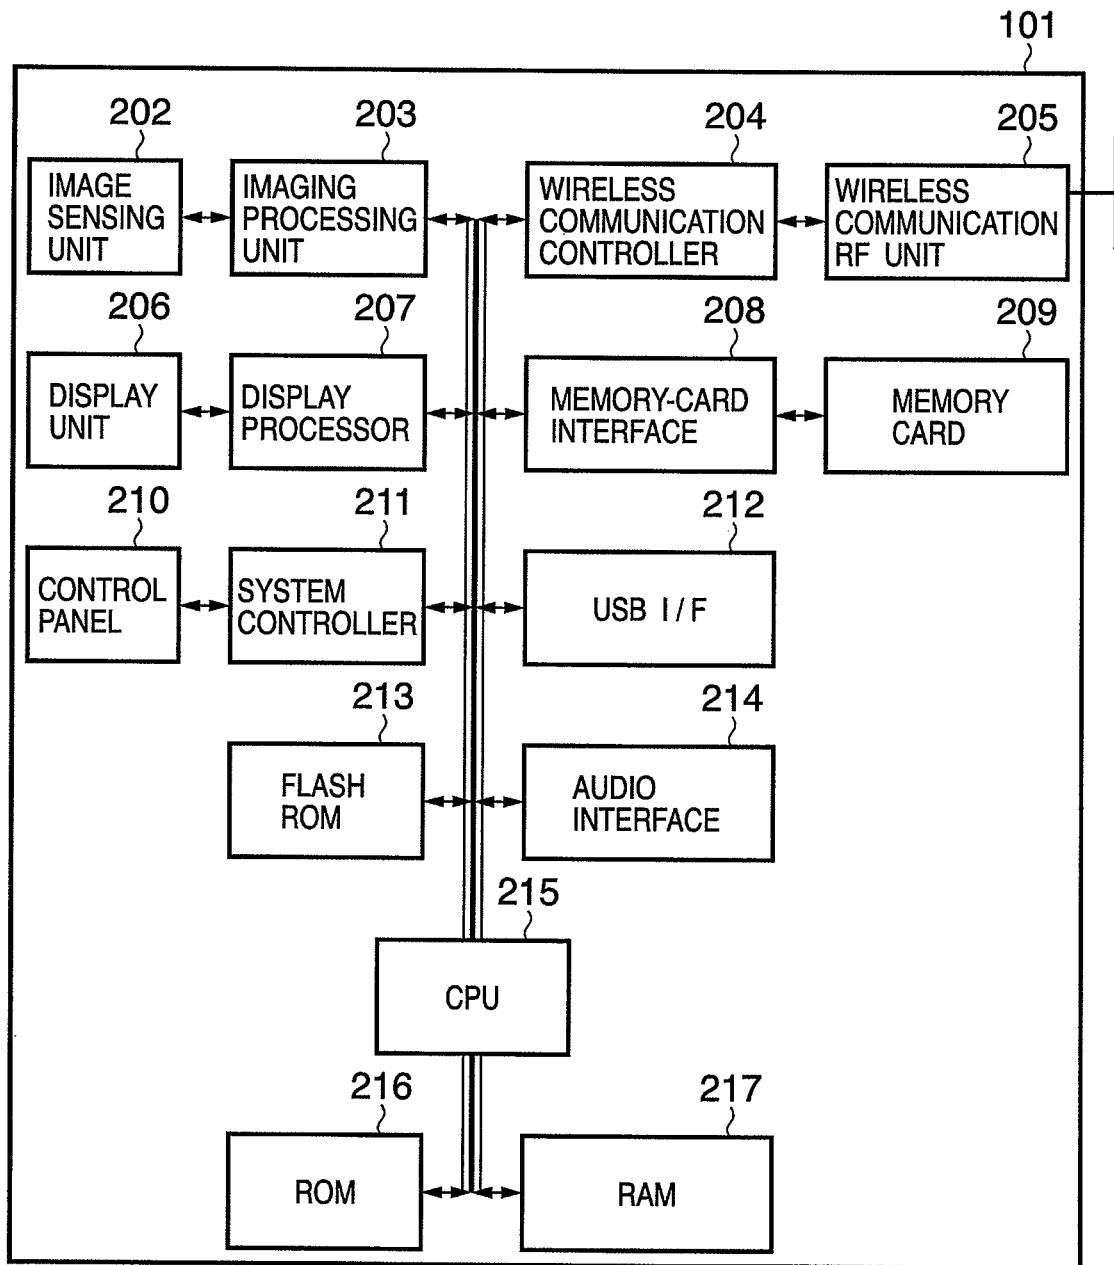 101
202
203
204
205
IMAGE
SENSING
UNIT
IMAGING
PROCESSING
UNIT
WIRELESS
COMMUNICATION
CONTROLLER
WIRELESS
COMMUNICATION
RF UNIT
206
207
208
209
DISPLAY
UNIT
DISPLAY
PROCESSOR
MEMORY-CARD
INTERFACE
MEMORY
CARD
210
211
212
CONTROL
PANEL
SYSTEM
CONTROLLER
USB I / F
213
214
FLASH
ROM
AUDIO
INTERFACE
215
CPU
216
217
ROM
RAM